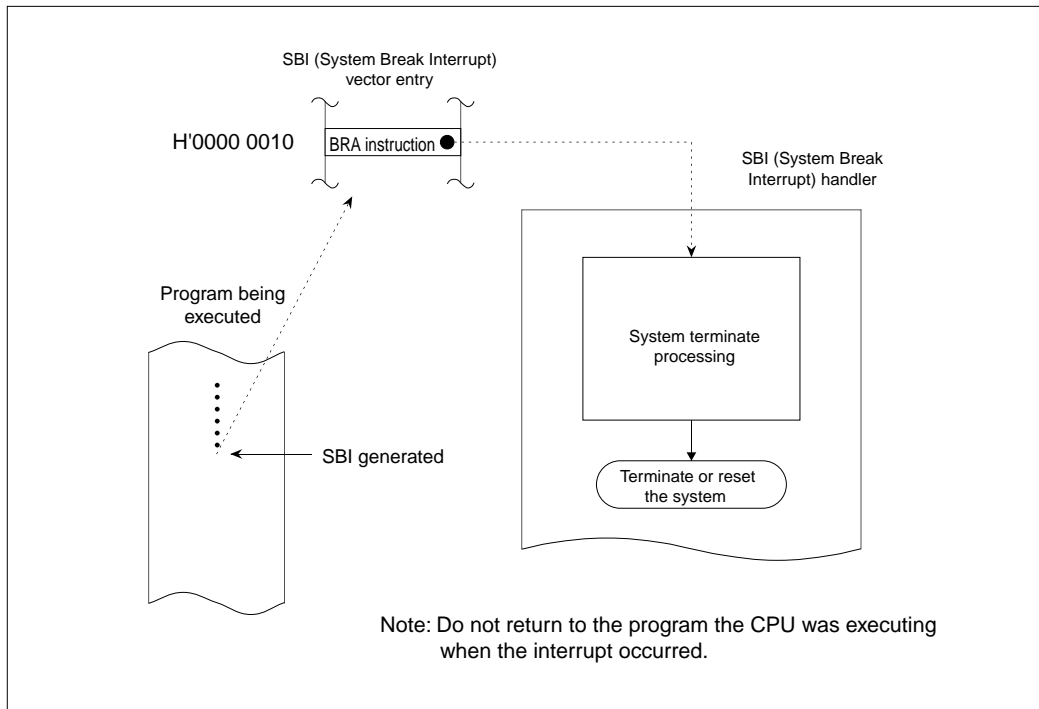 SBI (System Break Interrupt)
vector entry
H'0000 0010
BRA instruction
SBI (System Break
Interrupt) handler
Program being
executed
System terminate
processing
SBI generated
Terminate or reset
the system
Note: Do not return to the program the CPU was executing
when the interrupt occurred.